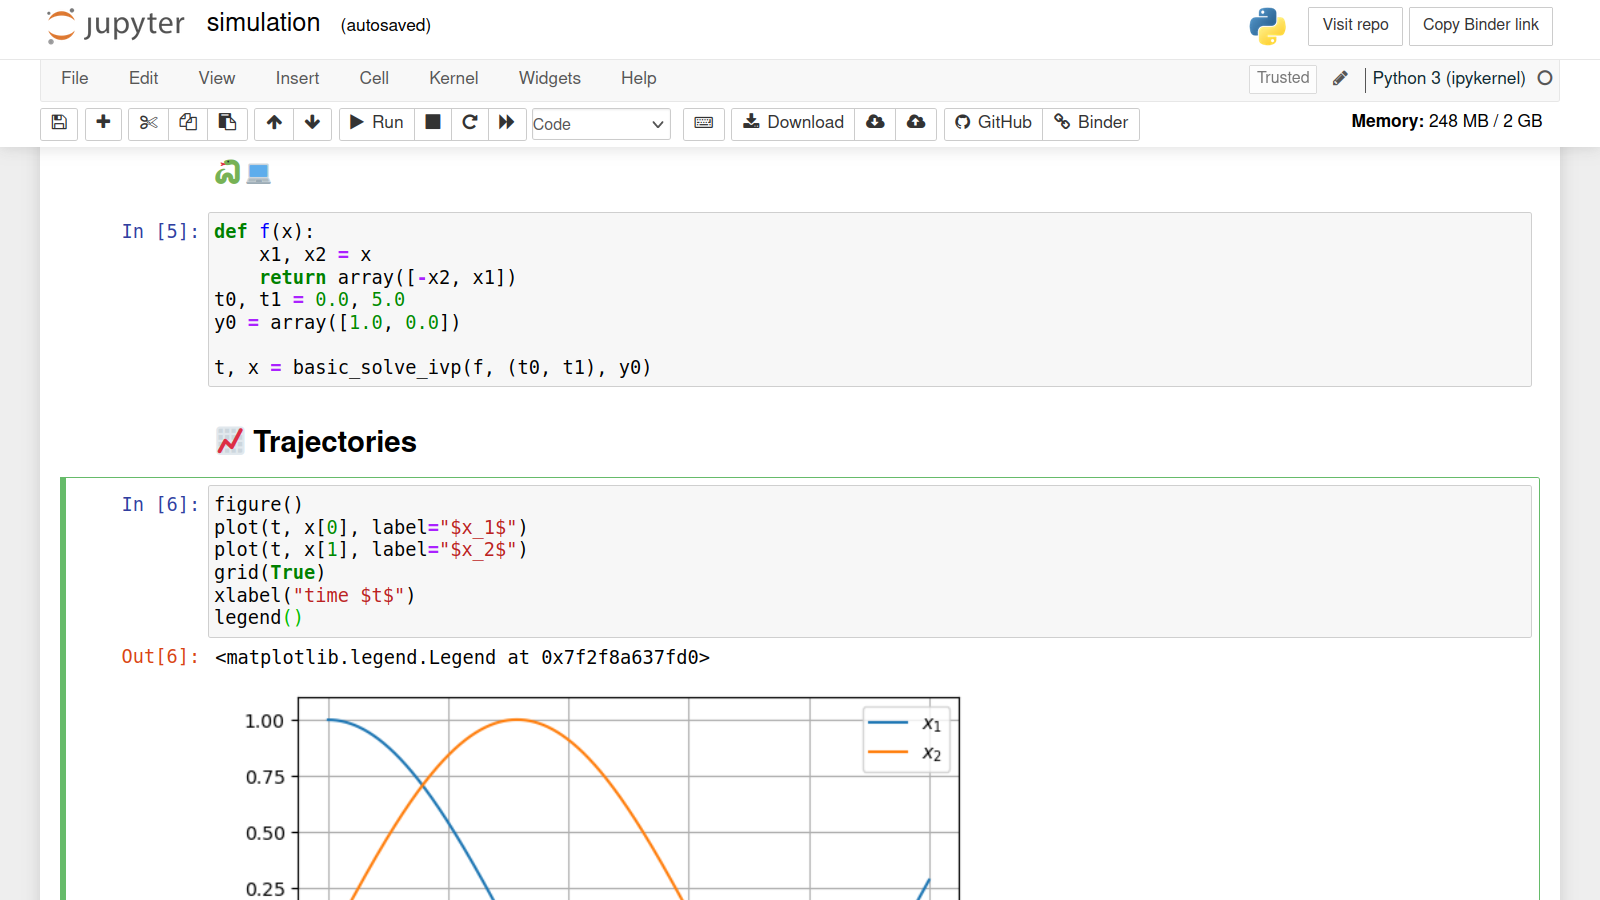 jupyter simulation (autosaved) Visit repo Copy Binder link
File Edit View Insert Cell Kernel Widgets Help Trusted Python 3 (ipykernel)
Run Code Download GitHub Binder Memory: 248 MB / 2 GB
In [5]: def f(x):
    x1, x2 = x
    return array([-x2, x1])
t0, t1 = 0.0, 5.0
y0 = array([1.0, 0.0])
t, x = basic_solve_ivp(f, (t0, t1), y0)
Trajectories
In [6]: figure()
plot(t, x[0], label="$x_1$")
plot(t, x[1], label="$x_2$")
grid(True)
xlabel("time $t$")
legend()
Out[6]: <matplotlib.legend.Legend at 0x7f2f8a637fd0>
1.00
x1
x2
0.75
0.50
0.25